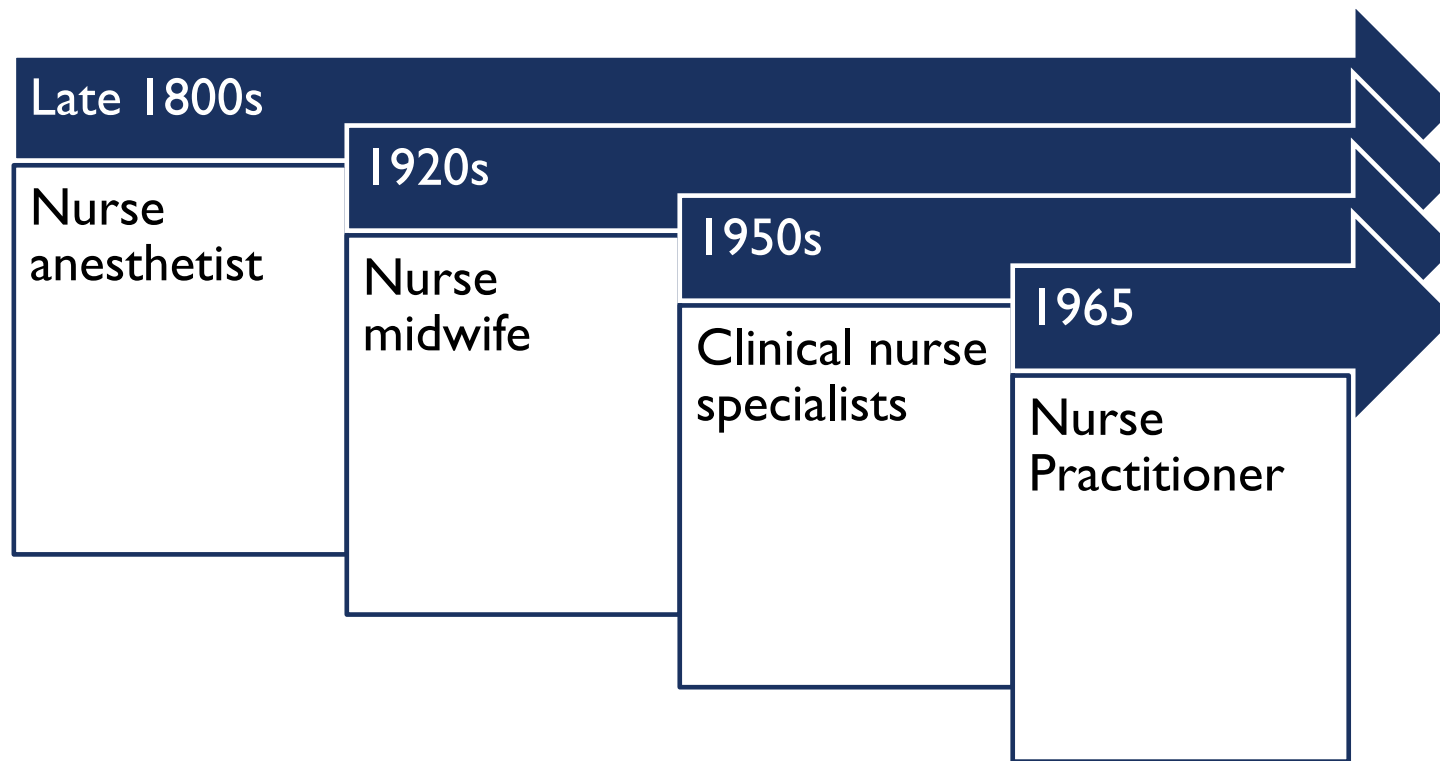 Late 1800s
Nurse
anesthetist
1920s
Nurse
midwife
1950s
Clinical nurse
specialists
1965
Nurse
Practitioner